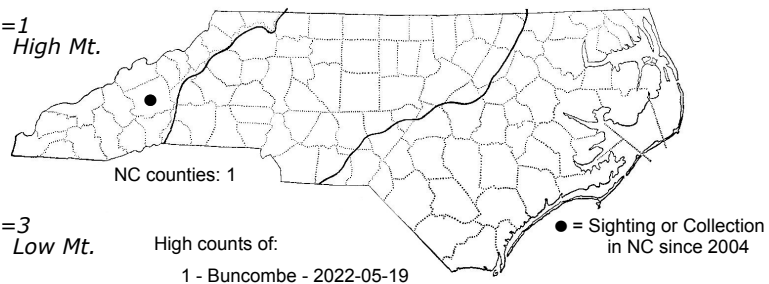 =1
High Mt.
NC counties: 1
=3
Low Mt.
High counts of:
1 - Buncombe - 2022-05-19
● = Sighting or Collection
in NC since 2004